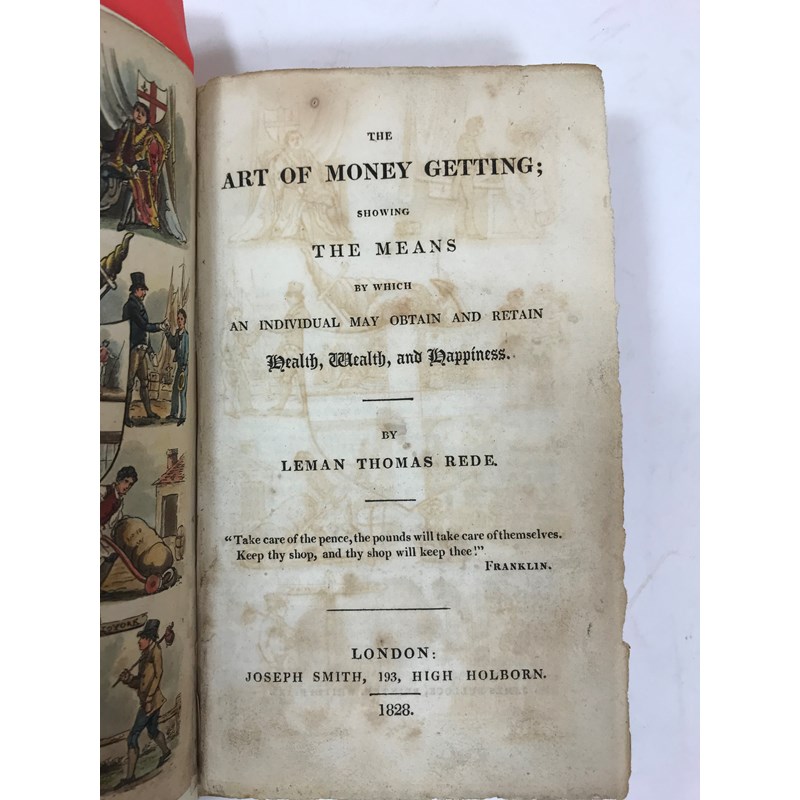 THE
ART OF MONEY GETTING;
SHOWING
THE MEANS
BY WHICH
AN INDIVIDUAL MAY OBTAIN AND RETAIN
Health, Wealth, and Happiness.
BY
LEMAN THOMAS REDE.
“Take care of the pence, the pounds will take care of themselves.
Keep thy shop, and thy shop will keep thee!”
FRANKLIN.
LONDON:
JOSEPH SMITH, 193, HIGH HOLBORN.
1828.